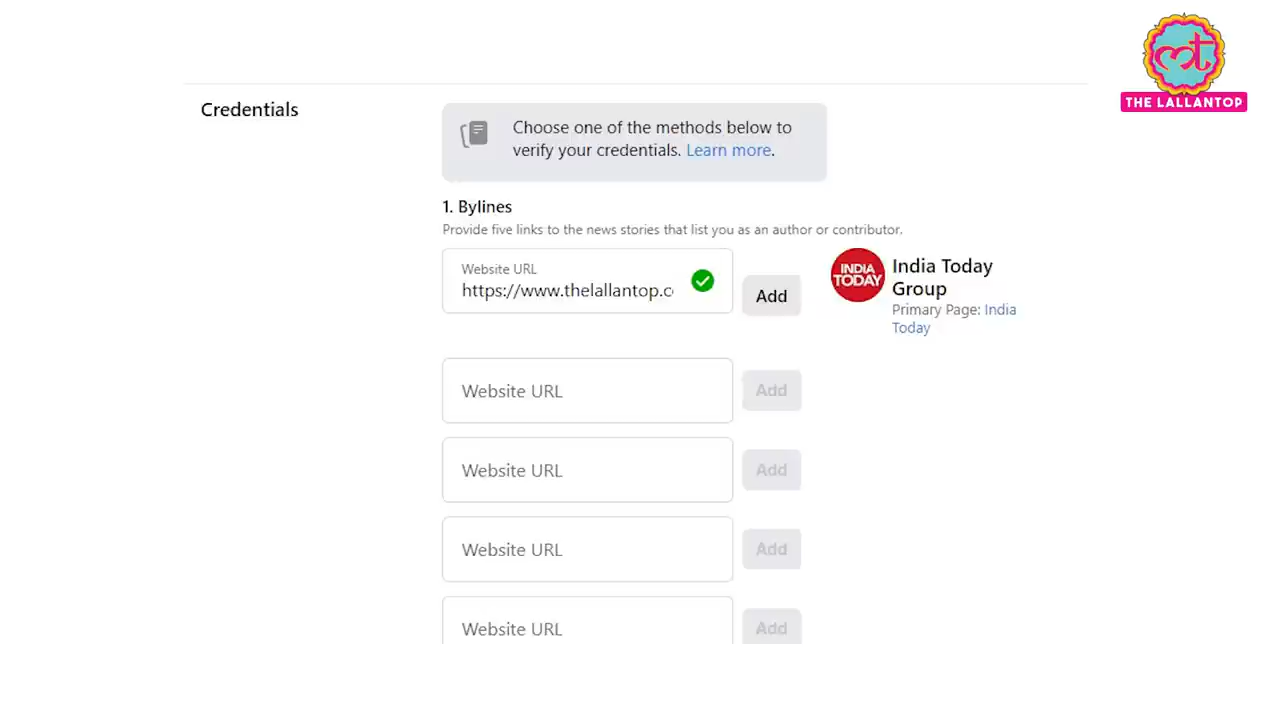 mt
THE LALLANTOP
Credentials
Choose one of the methods below to
verify your credentials. Learn more.
1. Bylines
Provide five links to the news stories that list you as an author or contributor.
Website URL
https://www.thelallantop.c
Add
INDIA
TODAY
India Today
Group
Primary Page: India
Today
Website URL
Add
Website URL
Add
Website URL
Add
Website URL
Add